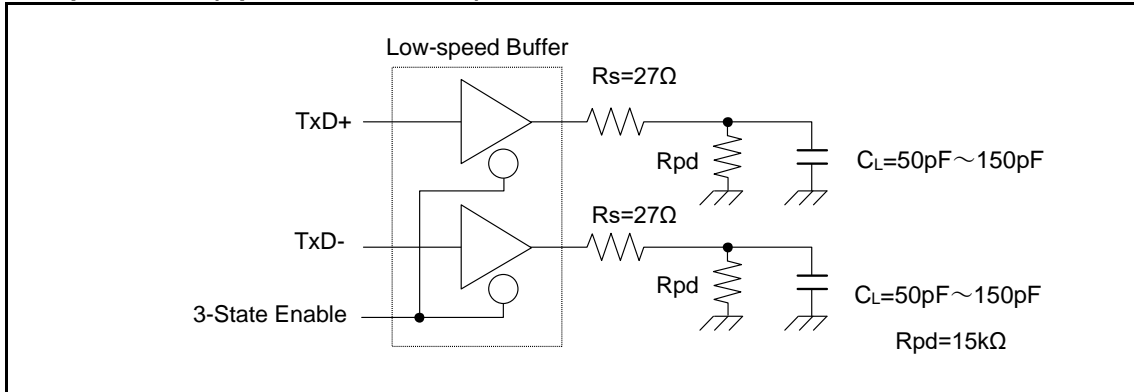 Low-speed Buffer
Rs=27Ω
TxD+
Rpd
CL=50pF～150pF
Rs=27Ω
TxD-
Rpd
CL=50pF～150pF
3-State Enable
Rpd=15kΩ